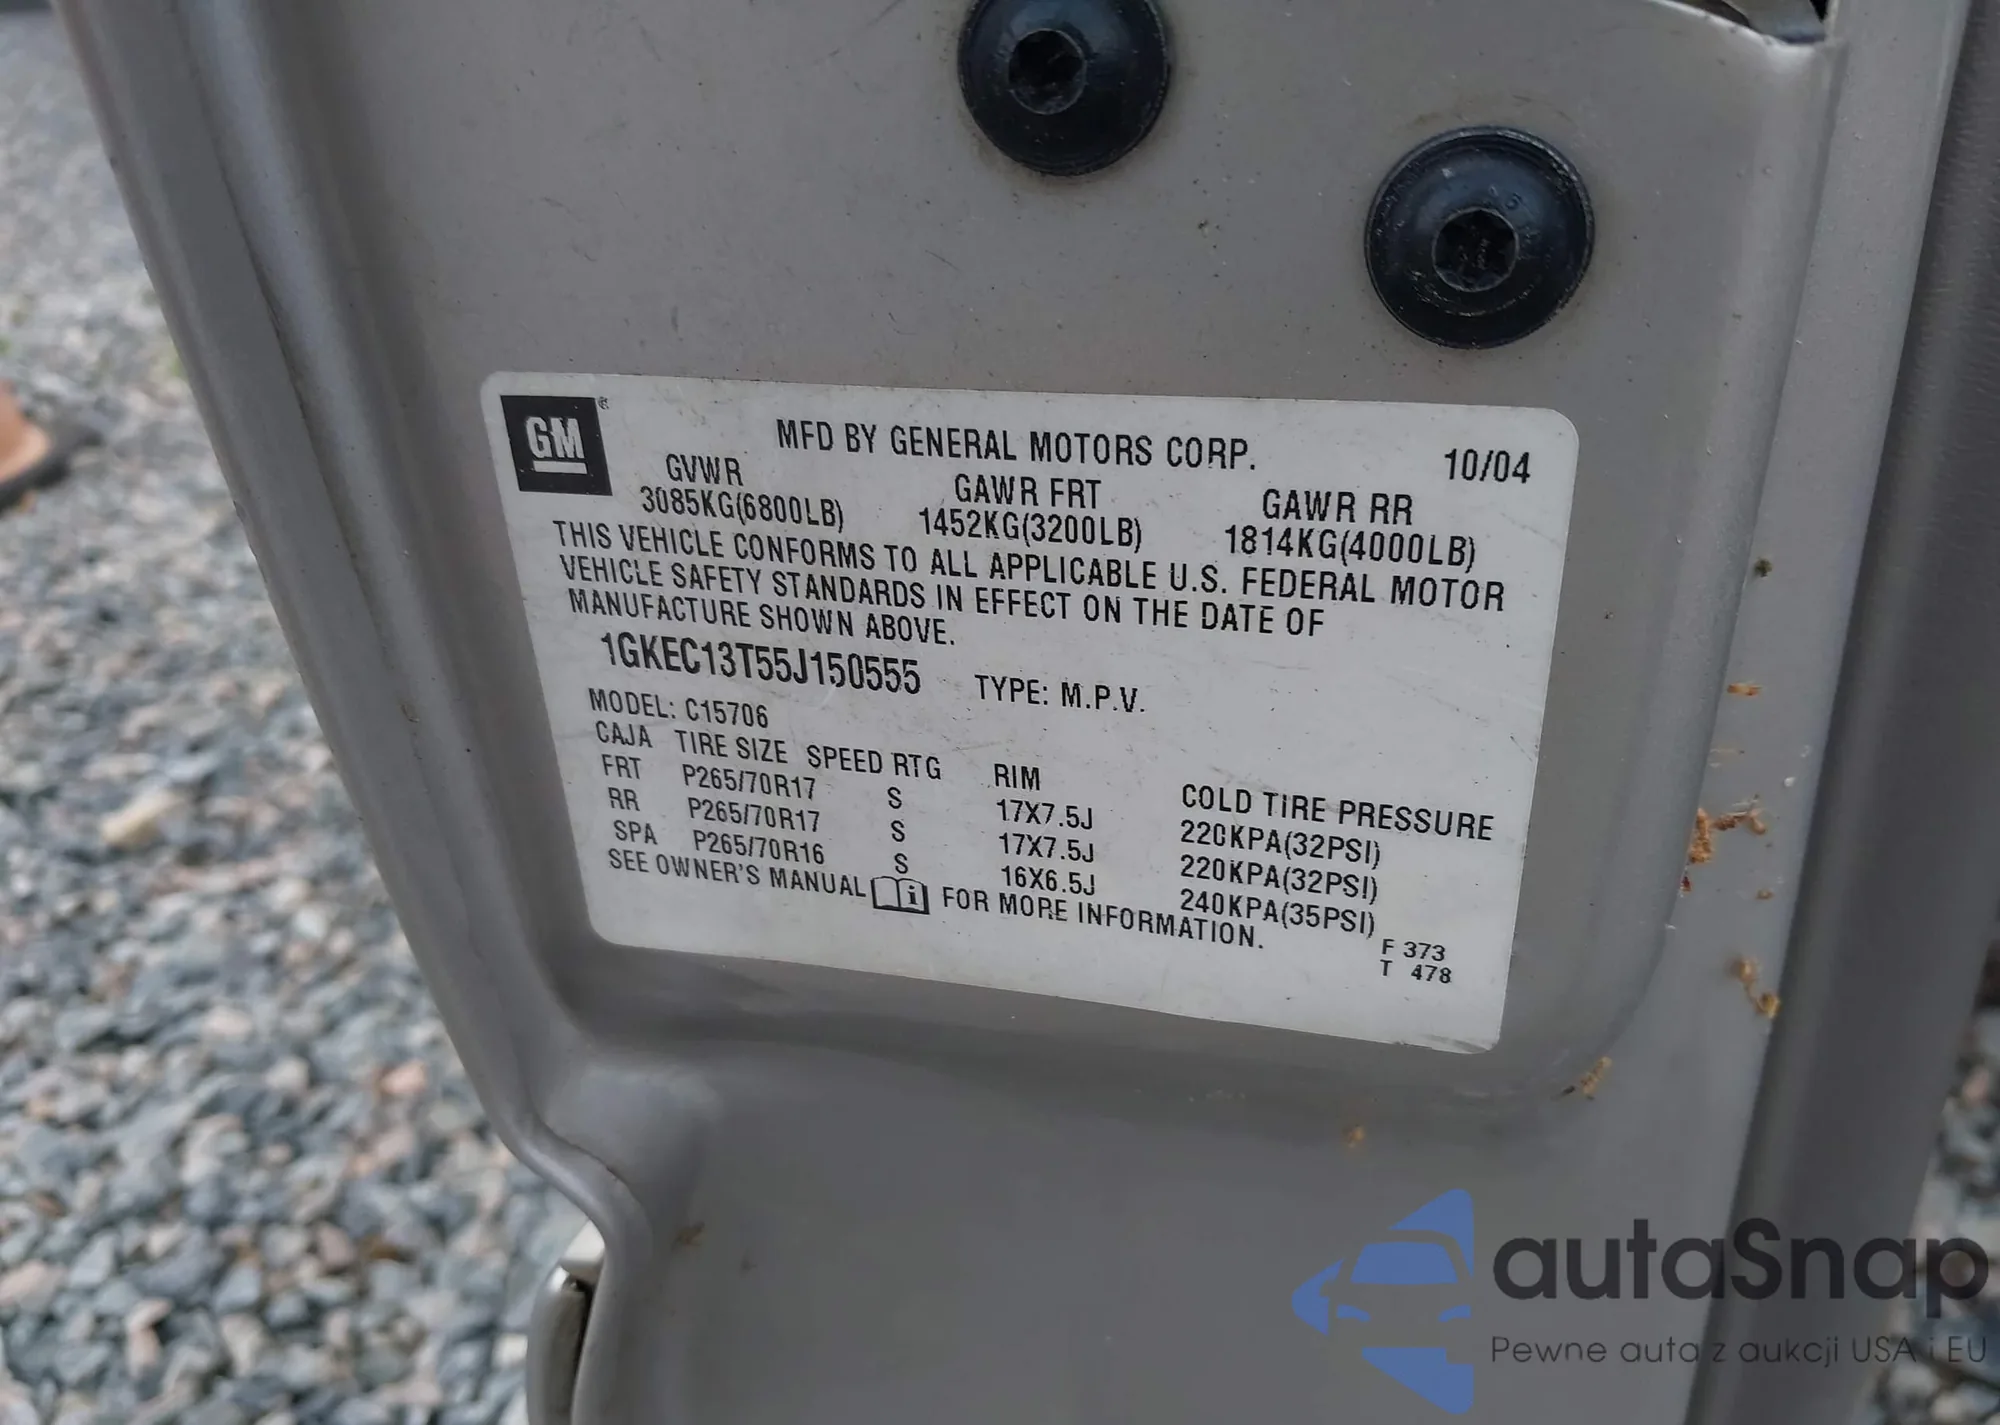 GM
MFD BY GENERAL MOTORS CORP. 10/04
GVWR GAWR FRT GAWR RR
3085KG(6800LB) 1452KG(3200LB) 1814KG(4000LB)
THIS VEHICLE CONFORMS TO ALL APPLICABLE U.S. FEDERAL MOTOR
VEHICLE SAFETY STANDARDS IN EFFECT ON THE DATE OF
MANUFACTURE SHOWN ABOVE.
1GKEC13T55J150555 TYPE: M.P.V.
MODEL: C15706
CAJA TIRE SIZE SPEED RTG RIM COLD TIRE PRESSURE
FRT P265/70R17 S 17X7.5J 220KPA(32PSI)
RR P265/70R17 S 17X7.5J 220KPA(32PSI)
SPA P265/70R16 S 16X6.5J 240KPA(35PSI)
SEE OWNER'S MANUAL i FOR MORE INFORMATION.
F 373
T 478
autaSnap
Pewne auta z aukcji USA i EU